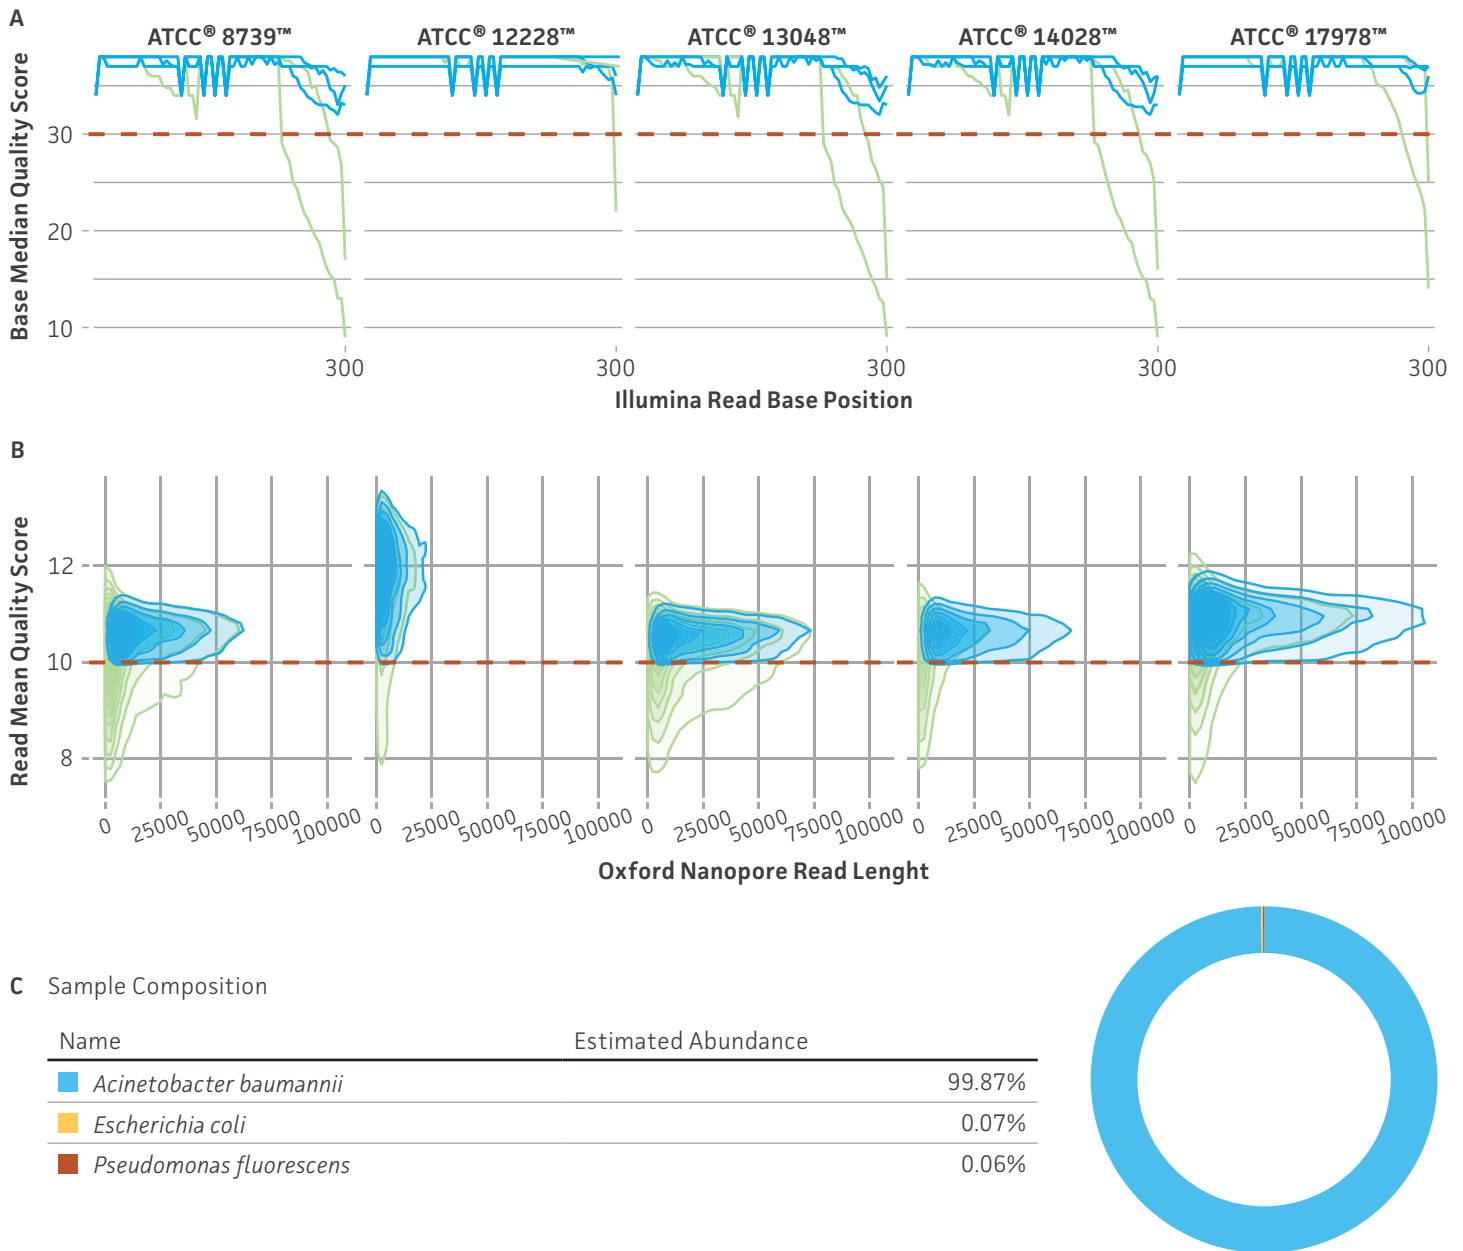 A
ATCC® 8739™ ATCC® 12228™ ATCC® 13048™ ATCC® 14028™ ATCC® 17978™
Base Median Quality Score
30
20
10
300 300 300 300 300
Illumina Read Base Position
B
Read Mean Quality Score
12
10
8
0 25000 50000 75000 100000 0 25000 50000 75000 100000 0 25000 50000 75000 100000 0 25000 50000 75000 100000 0 25000 50000 75000 100000
Oxford Nanopore Read Lenght
C Sample Composition
Name Estimated Abundance
Acinetobacter baumannii 99.87%
Escherichia coli 0.07%
Pseudomonas fluorescens 0.06%